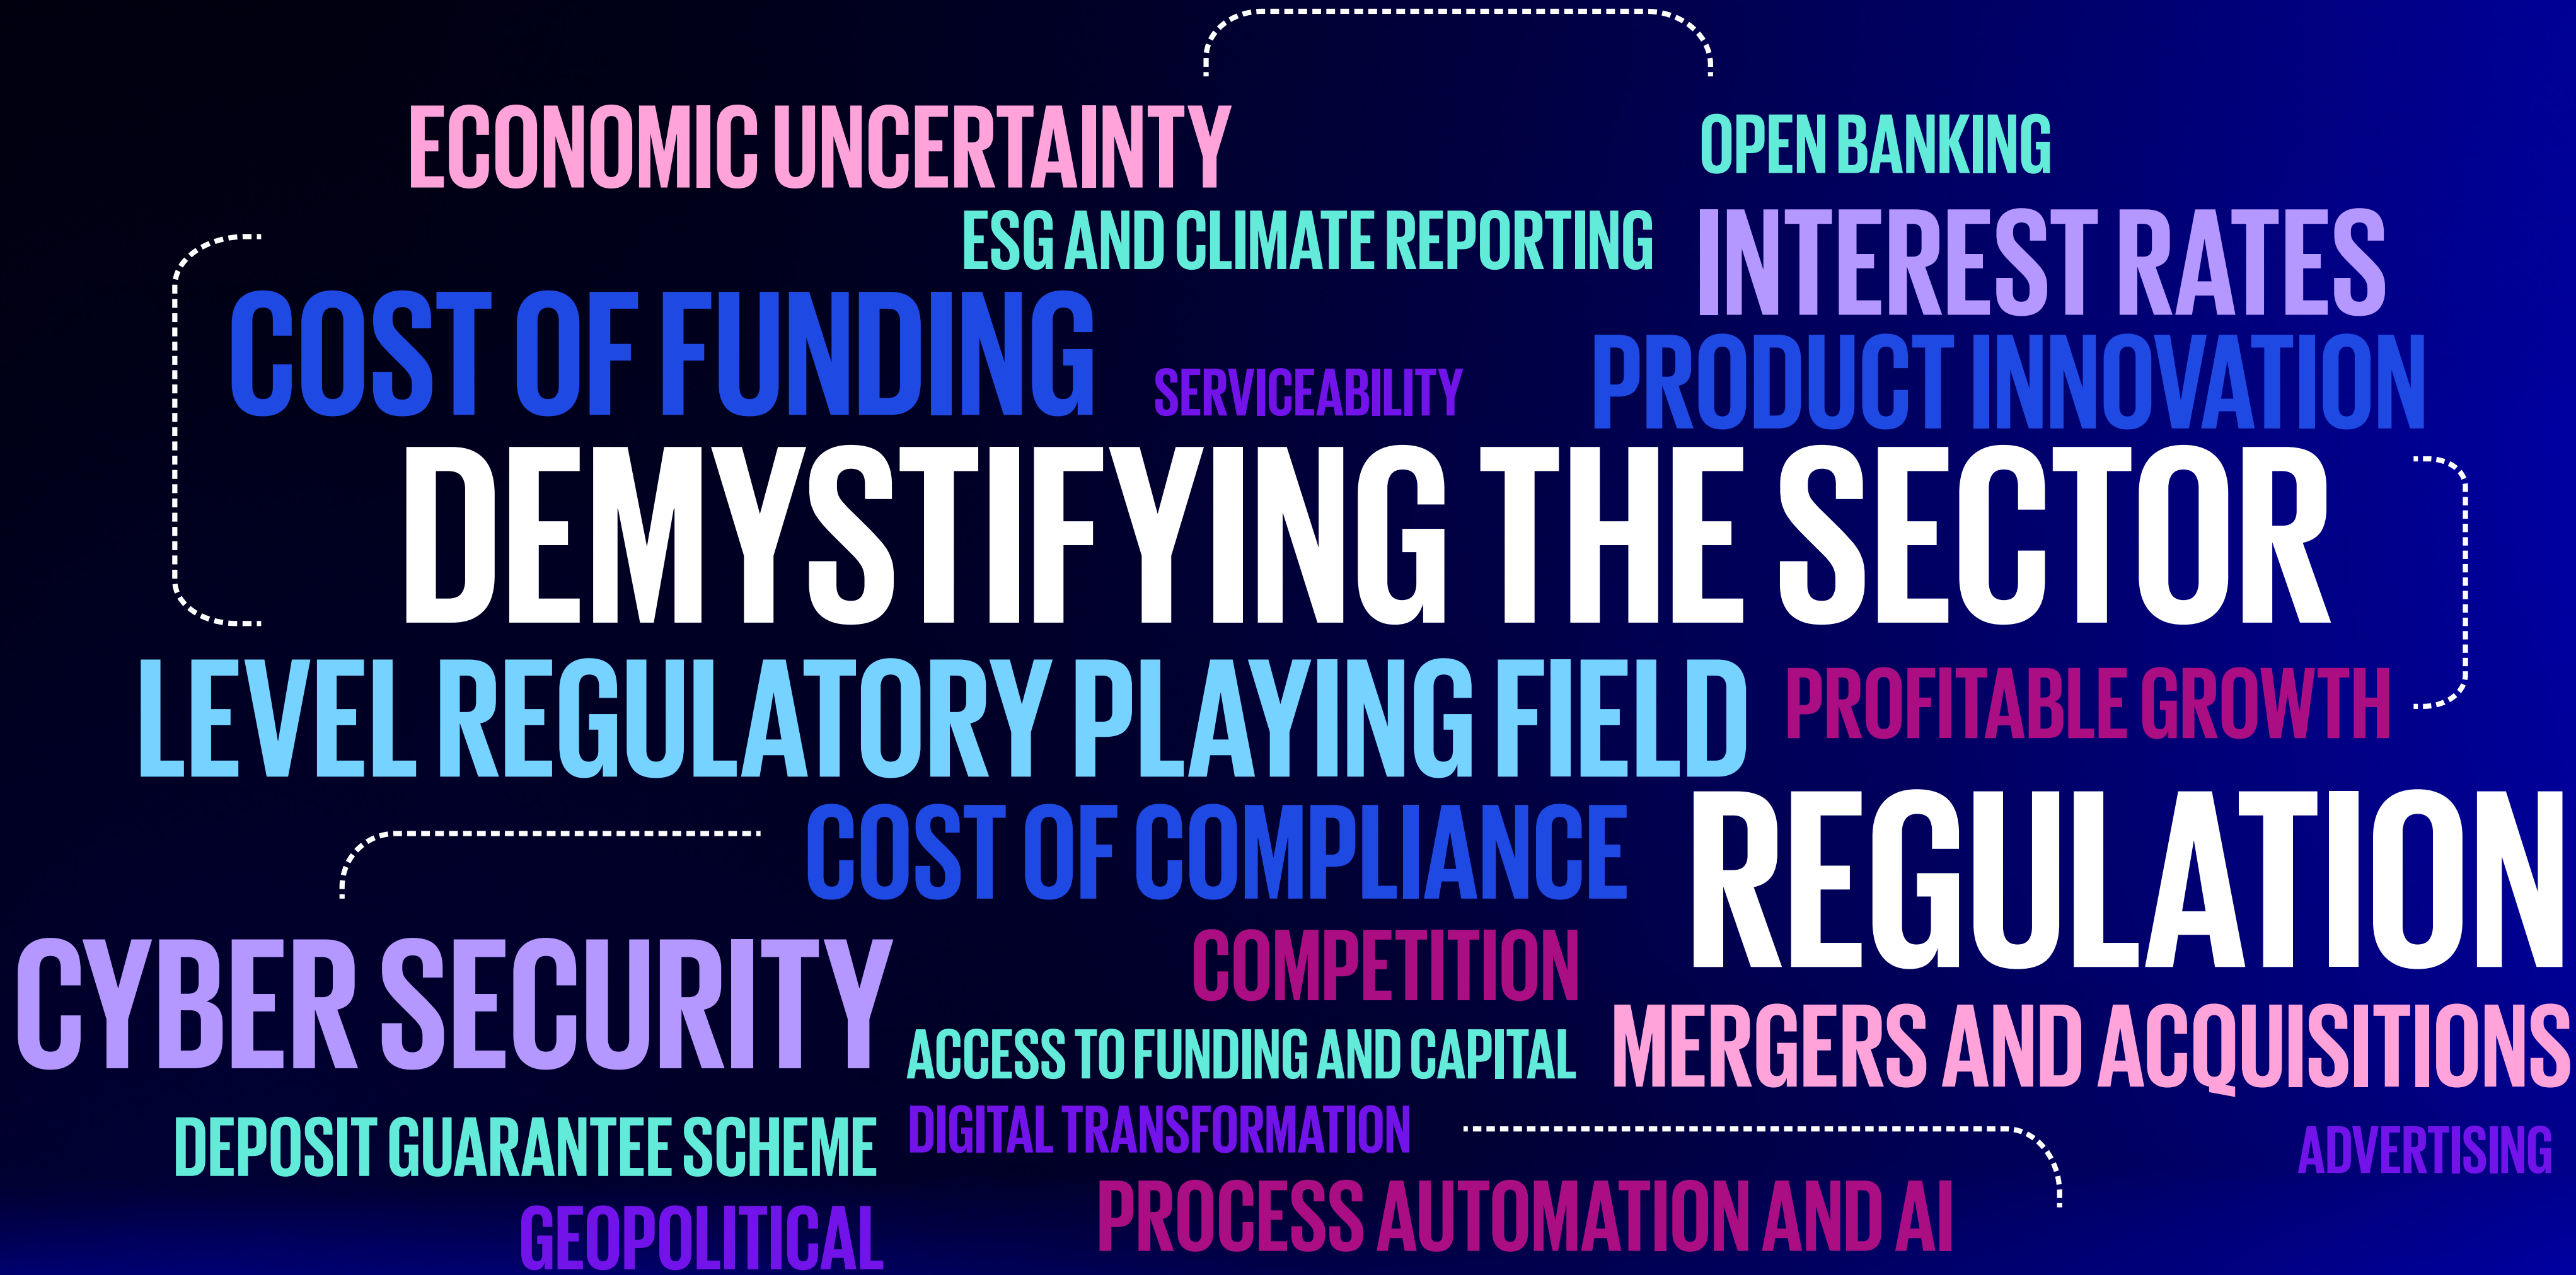 ECONOMIC UNCERTAINTY
OPEN BANKING
ESG AND CLIMATE REPORTING
INTEREST RATES
COST OF FUNDING
SERVICEABILITY
PRODUCT INNOVATION
DEMYSTIFYING THE SECTOR
LEVEL REGULATORY PLAYING FIELD
PROFITABLE GROWTH
COST OF COMPLIANCE
REGULATION
CYBER SECURITY
COMPETITION
ACCESS TO FUNDING AND CAPITAL
MERGERS AND ACQUISITIONS
DEPOSIT GUARANTEE SCHEME
DIGITAL TRANSFORMATION
ADVERTISING
GEOPOLITICAL
PROCESS AUTOMATION AND AI